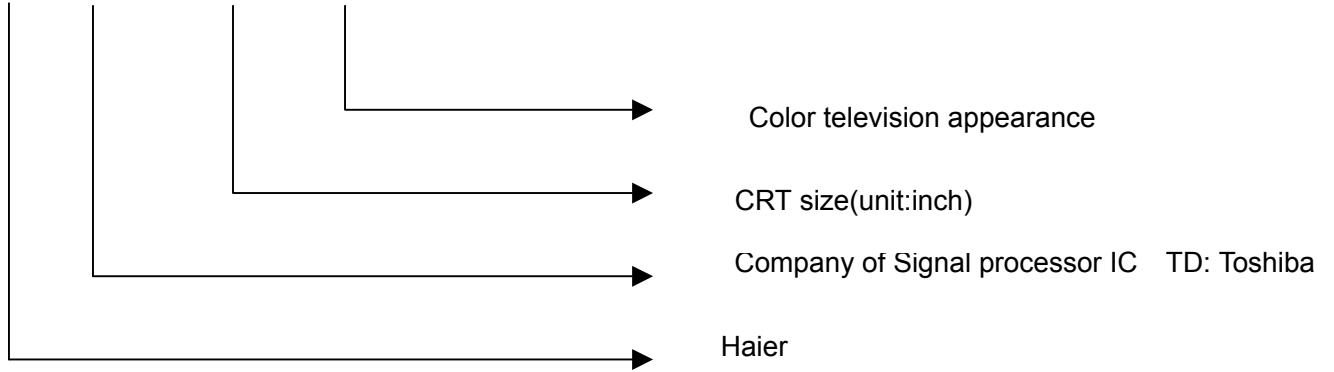 Color television appearance
CRT size(unit:inch)
Company of Signal processor IC TD: Toshiba
Haier